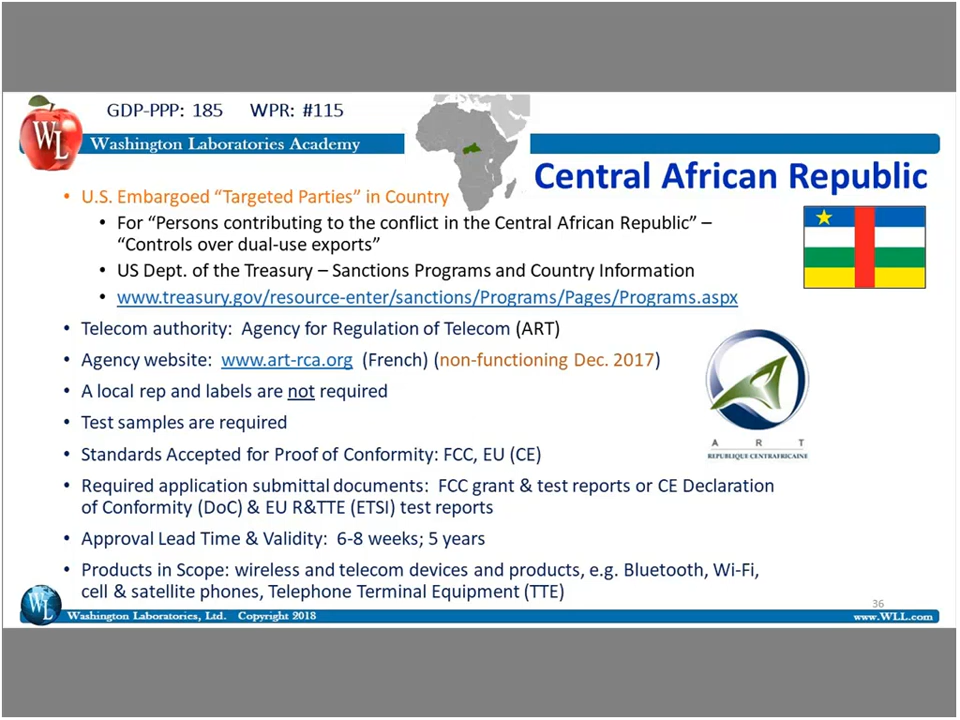 GDP-PPP: 185 WPR: #115
WL
Washington Laboratories Academy
Central African Republic
• U.S. Embargoed “Targeted Parties” in Country
• For “Persons contributing to the conflict in the Central African Republic” –
“Controls over dual-use exports”
• US Dept. of the Treasury – Sanctions Programs and Country Information
• www.treasury.gov/resource-enter/sanctions/Programs/Pages/Programs.aspx
• Telecom authority: Agency for Regulation of Telecom (ART)
• Agency website: www.art-rca.org (French) (non-functioning Dec. 2017)
• A local rep and labels are not required
• Test samples are required
A R T
REPUBLIQUE CENTRAFRICAINE
• Standards Accepted for Proof of Conformity: FCC, EU (CE)
• Required application submittal documents: FCC grant & test reports or CE Declaration
of Conformity (DoC) & EU R&TTE (ETSI) test reports
• Approval Lead Time & Validity: 6-8 weeks; 5 years
• Products in Scope: wireless and telecom devices and products, e.g. Bluetooth, Wi-Fi,
cell & satellite phones, Telephone Terminal Equipment (TTE)
36
WL
Washington Laboratories, Ltd. Copyright 2018
www.WLL.com